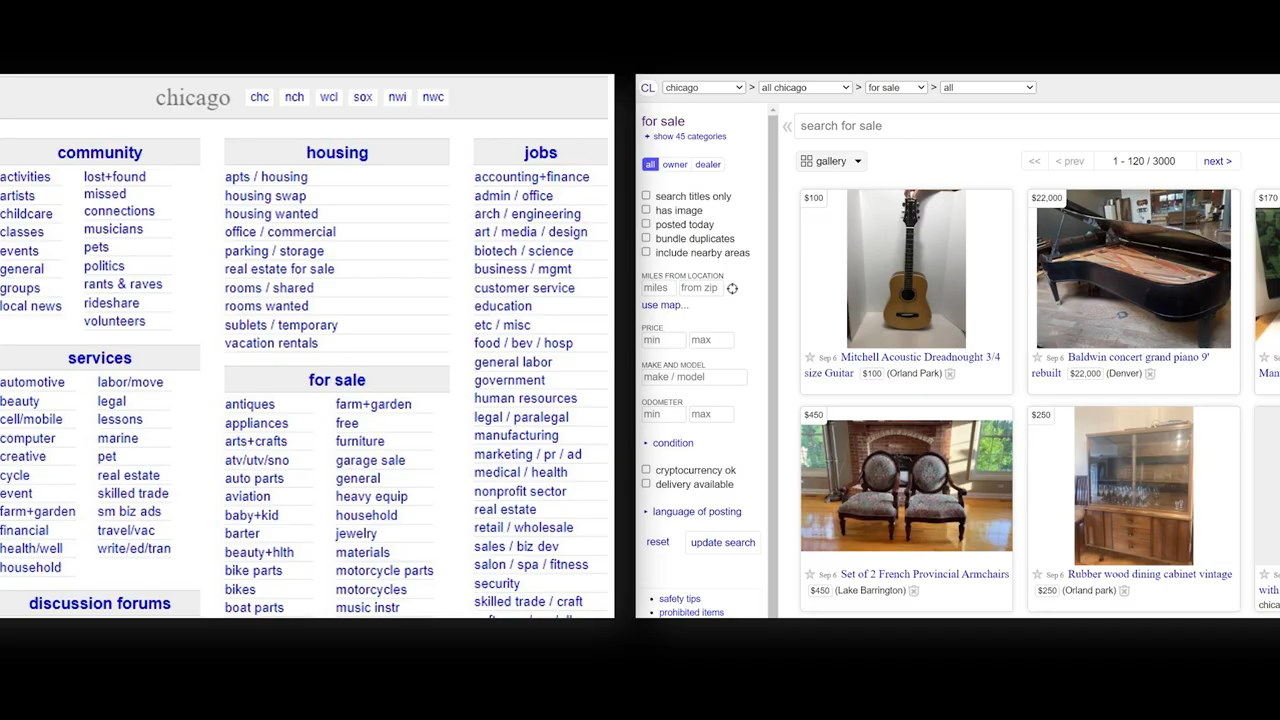 chicago chc nch wcl sox nwi nwc
community
activities
artists
childcare
classes
events
general
groups
local news
lost+found
missed
connections
musicians
pets
politics
rants & raves
rideshare
volunteers
services
automotive
beauty
cell/mobile
computer
creative
cycle
event
farm+garden
financial
health/well
household
labor/move
legal
lessons
marine
pet
real estate
skilled trade
sm biz ads
travel/vac
write/ed/tran
discussion forums
housing
apts / housing
housing swap
housing wanted
office / commercial
parking / storage
real estate for sale
rooms / shared
rooms wanted
sublets / temporary
vacation rentals
for sale
antiques
appliances
arts+crafts
atv/utv/sno
auto parts
aviation
baby+kid
barter
beauty+hlth
bike parts
bikes
boat parts
farm+garden
free
furniture
garage sale
general
heavy equip
household
jewelry
materials
motorcycle parts
motorcycles
music instr
jobs
accounting+finance
admin / office
arch / engineering
art / media / design
biotech / science
business / mgmt
customer service
education
etc / misc
food / bev / hosp
general labor
government
human resources
legal / paralegal
manufacturing
marketing / pr / ad
medical / health
nonprofit sector
real estate
retail / wholesale
sales / biz dev
salon / spa / fitness
security
skilled trade / craft
CL chicago > all chicago > for sale > all
for sale
+ show 45 categories
all owner dealer
search titles only
has image
posted today
bundle duplicates
include nearby areas
MILES FROM LOCATION
miles from zip
use map...
PRICE
min max
MAKE AND MODEL
make / model
ODOMETER
min max
condition
cryptocurrency ok
delivery available
language of posting
reset update search
safety tips
prohibited items
search for sale
gallery << < prev 1 - 120 / 3000 next >
$100
Sep 6 Mitchell Acoustic Dreadnought 3/4
size Guitar $100 (Orland Park)
$22,000
Sep 6 Baldwin concert grand piano 9'
rebuilt $22,000 (Denver)
$170
Sep
Man
$450
Sep 6 Set of 2 French Provincial Armchairs
$450 (Lake Barrington)
$250
Sep 6 Rubber wood dining cabinet vintage
$250 (Orland park)
Sep
with
chica